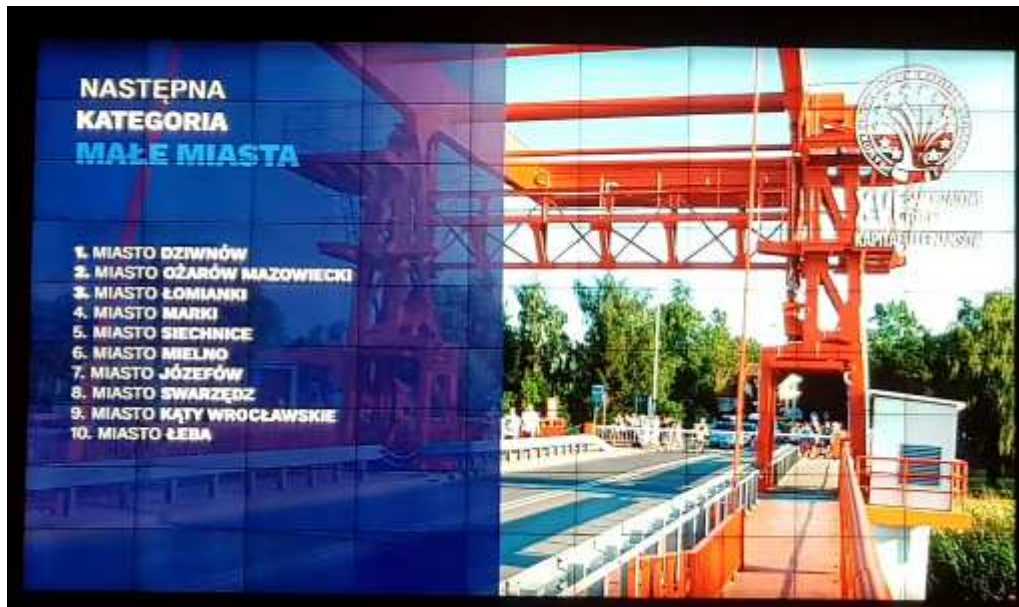 NASTĘPNA
KATEGORIA
MAŁE MIASTA
1. MIASTO DZIWNÓW
2. MIASTO OŻARÓW MAZOWIECKI
3. MIASTO ŁOMIANKI
4. MIASTO MARKI
5. MIASTO SIECHNICE
6. MIASTO MIELNO
7. MIASTO JÓZEFÓW
8. MIASTO SWARZĘDZ
9. MIASTO KĄTY WROCŁAWSKIE
10. MIASTO ŁEBA
XVI